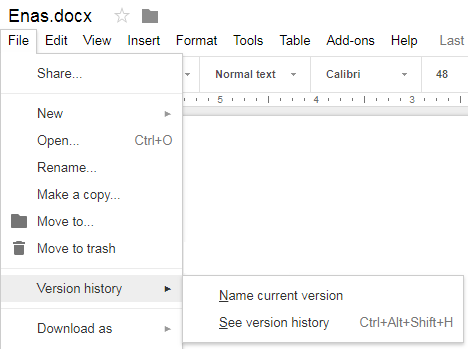 Enas.docx
File Edit View Insert Format Tools Table Add-ons Help Last
Share...
Normal text Calibri 48
5 4 3
New
Open... Ctrl+O
Rename...
Make a copy...
Move to...
Move to trash
Version history
Name current version
See version history Ctrl+Alt+Shift+H
Download as